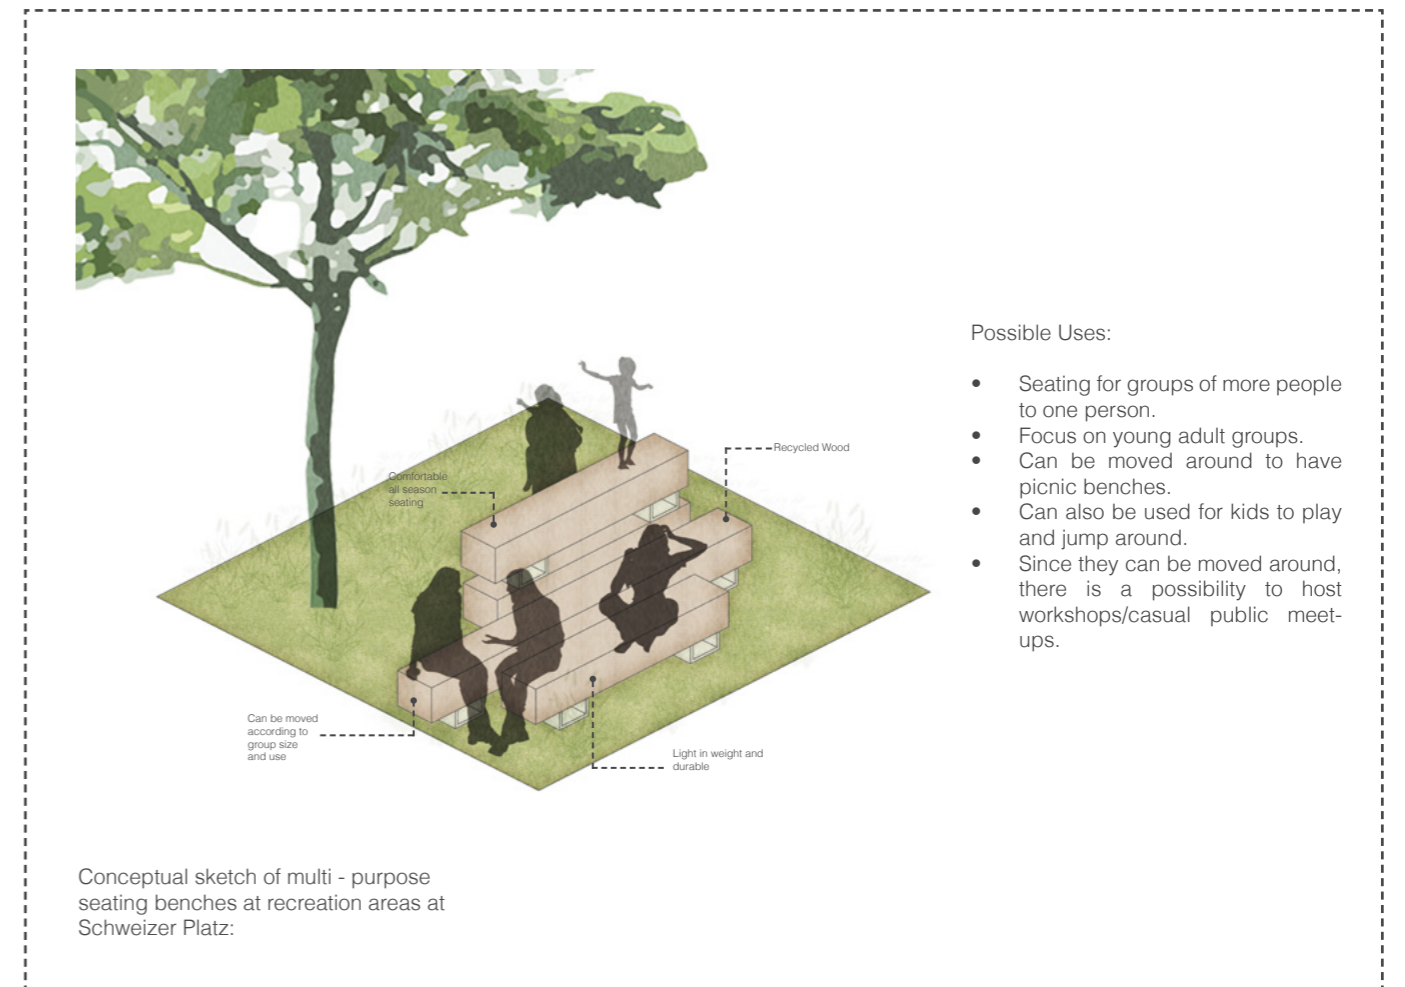 Comfortable
all season
seating
Recycled Wood
Can be moved
according to
group size
and use
Light in weight and
durable
Possible Uses:
• Seating for groups of more people
to one person.
• Focus on young adult groups.
• Can be moved around to have
picnic benches.
• Can also be used for kids to play
and jump around.
• Since they can be moved around,
there is a possibility to host
workshops/casual public meet-
ups.
Conceptual sketch of multi - purpose
seating benches at recreation areas at
Schweizer Platz: